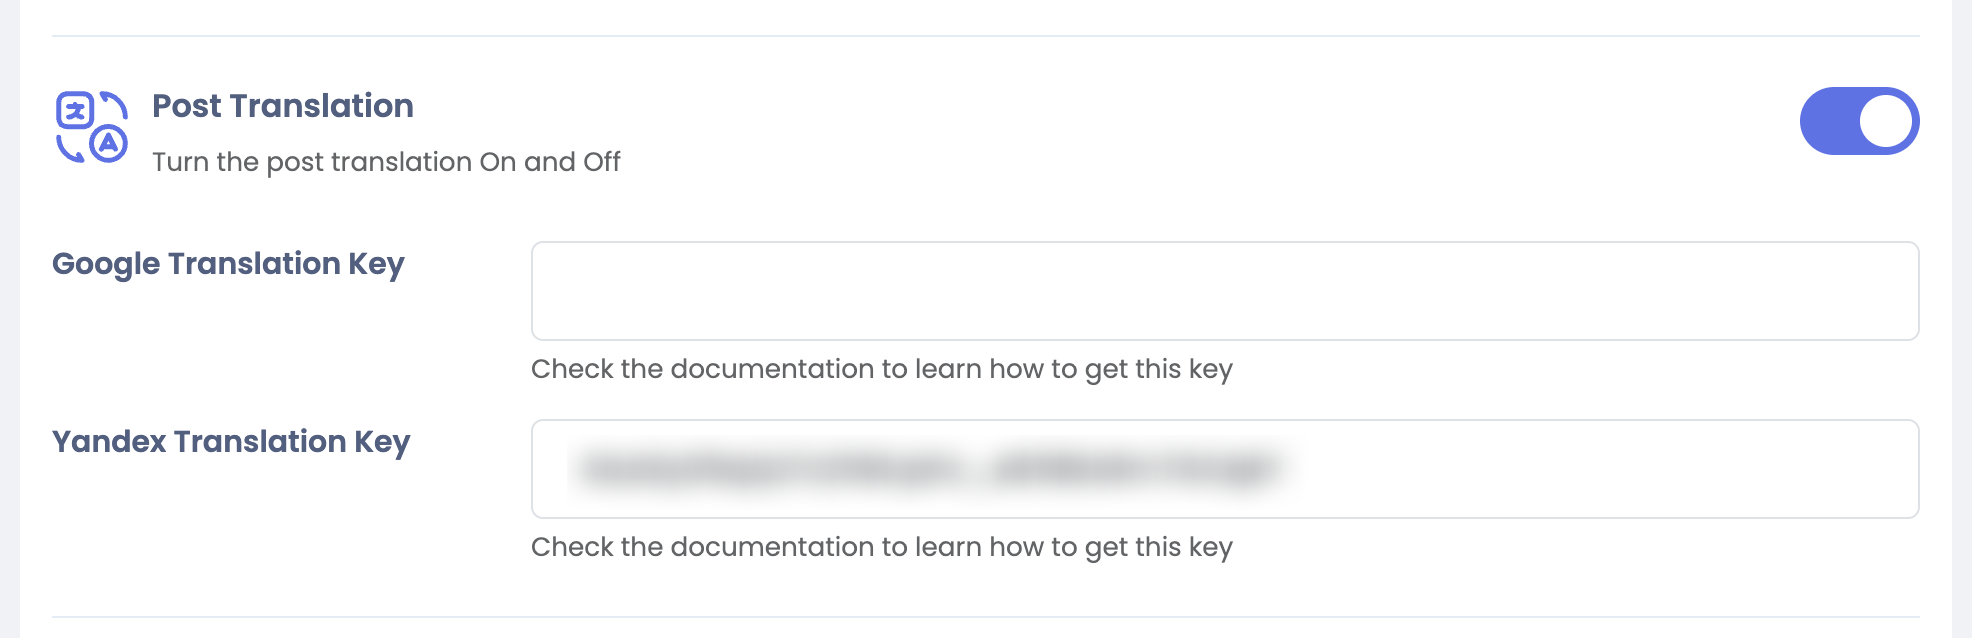 Post Translation
Turn the post translation On and Off
Google Translation Key
Check the documentation to learn how to get this key
Yandex Translation Key
Check the documentation to learn how to get this key